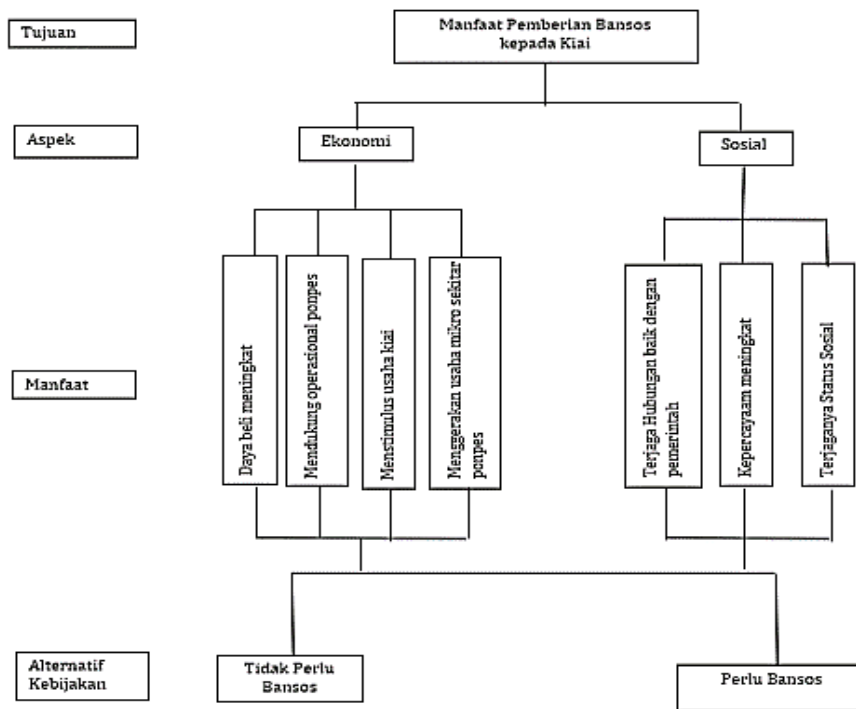 Tujuan
Manfaat Pemberian Bansos
kepada Kiai
Aspek
Ekonomi
Sosial
Manfaat
Daya beli meningkat
Mendukung operasional ponpes
Menstimulus usaha kiai
Menggerakan usaha mikro sekitar
ponpes
Terjaga Hubungan baik dengan
pemerintah
Kepercayaam meningkat
Terjaganya Status Sosial
Alternatif
Kebijakan
Tidak Perlu
Bansos
Perlu Bansos